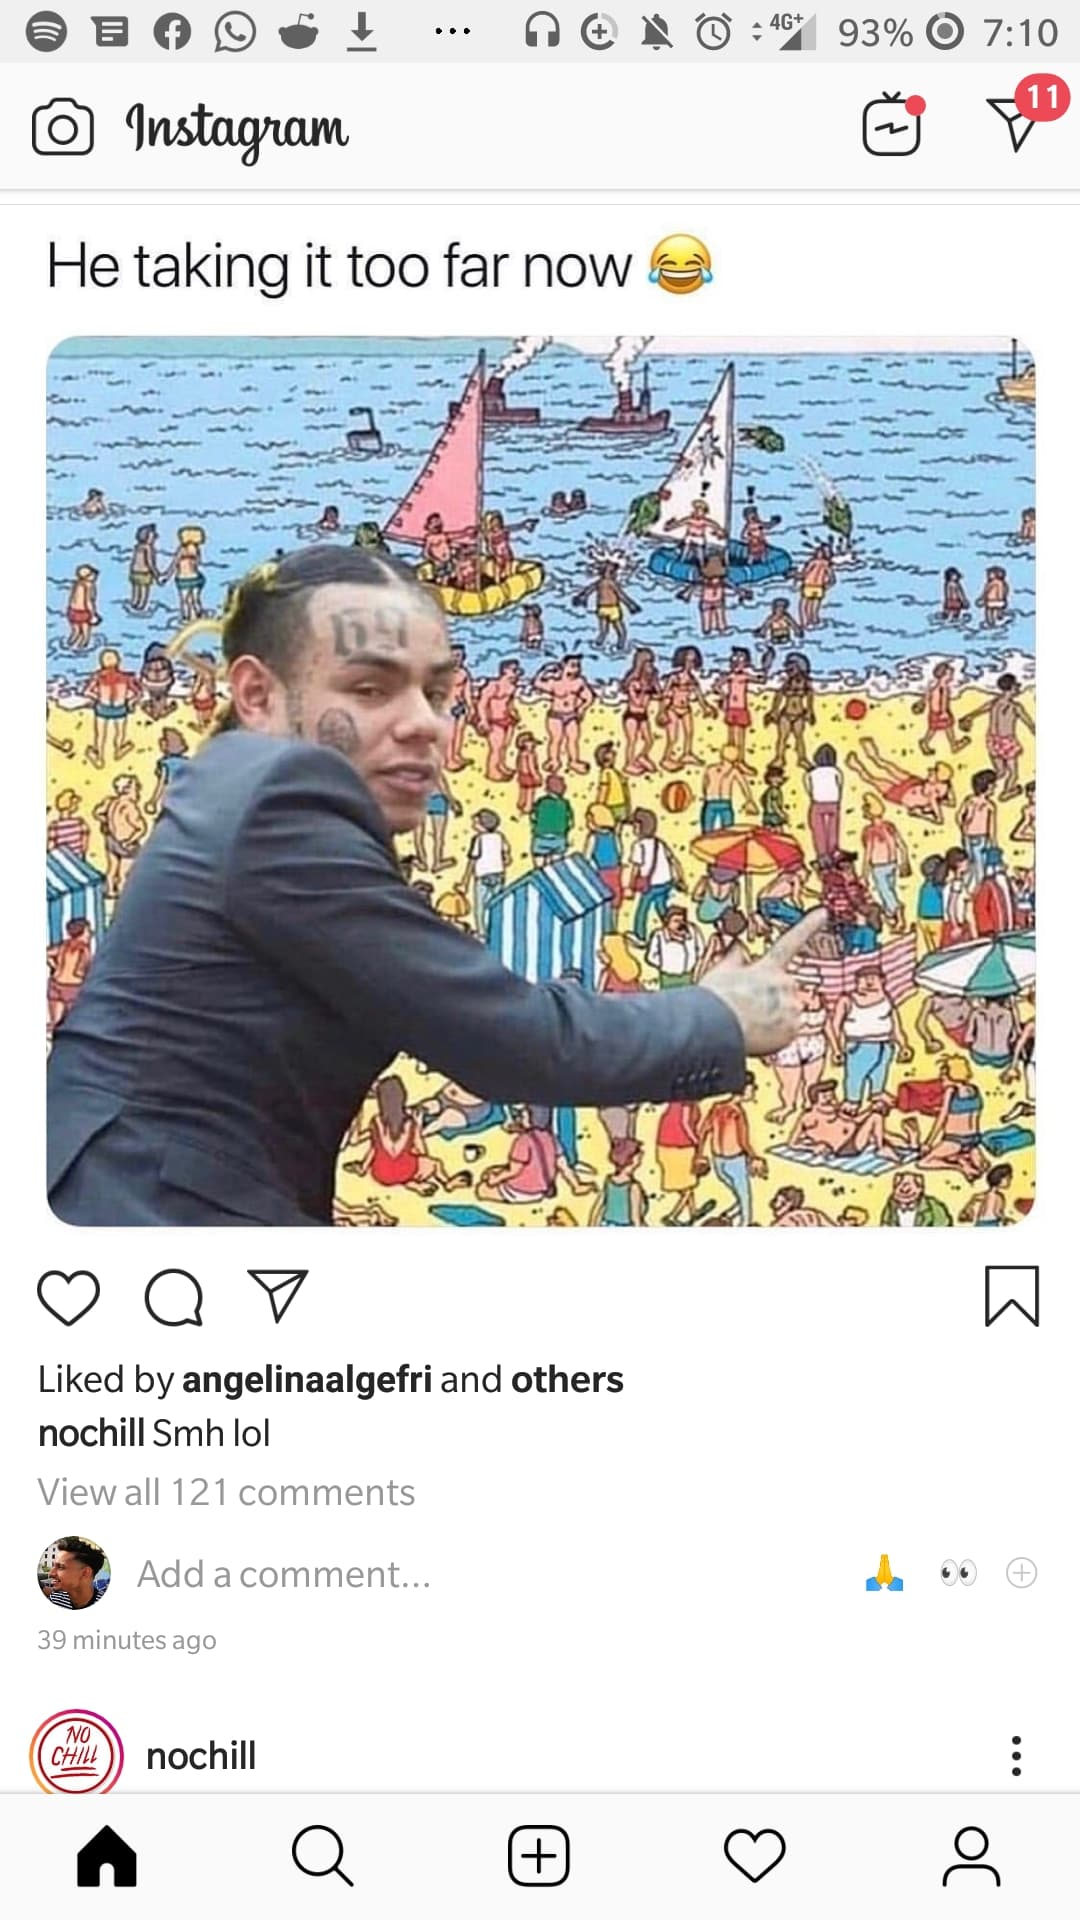 4G+ 93% 7:10
Instagram 11
He taking it too far now 😂
69
Liked by angelinaalgefri and others
nochill Smh lol
View all 121 comments
Add a comment... 🙏 👀
39 minutes ago
NO
CHILL
nochill